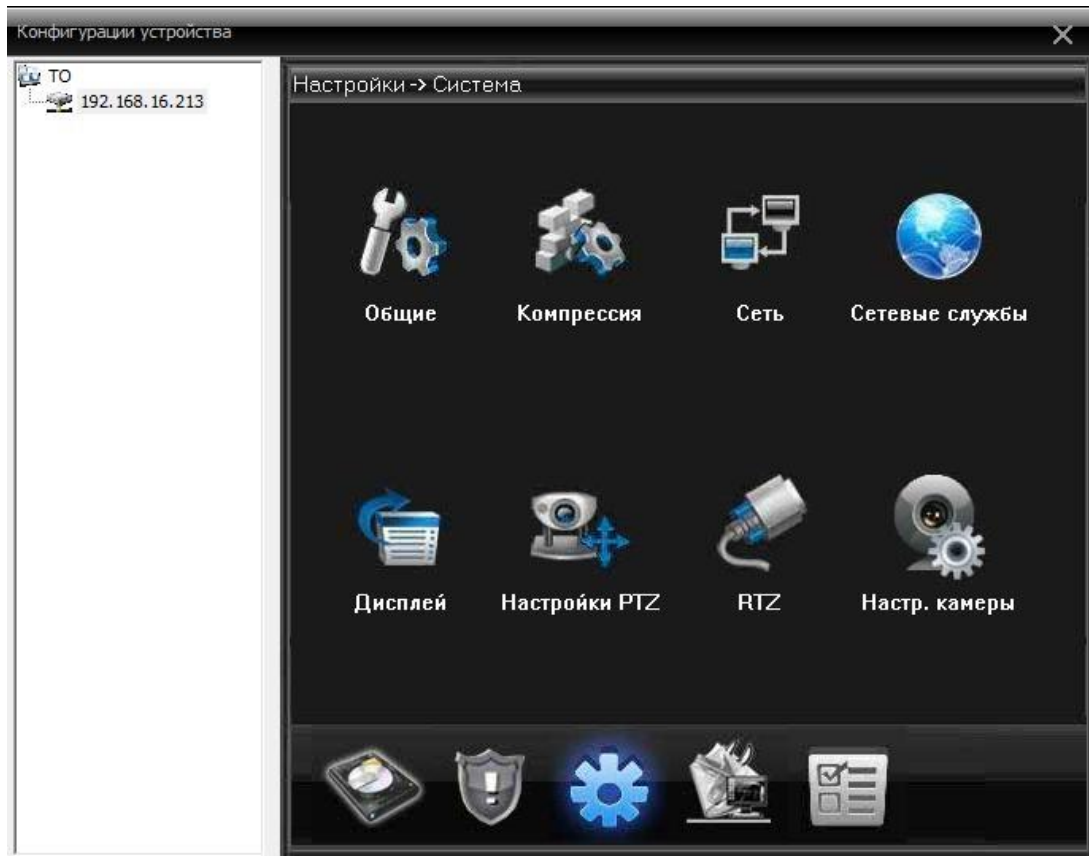 Конфигурации устройства
TO
192.168.16.213
Настройки -> Система
Общие
Компрессия
Сеть
Сетевые службы
Дисплей
Настройки PTZ
RTZ
Настр. камеры